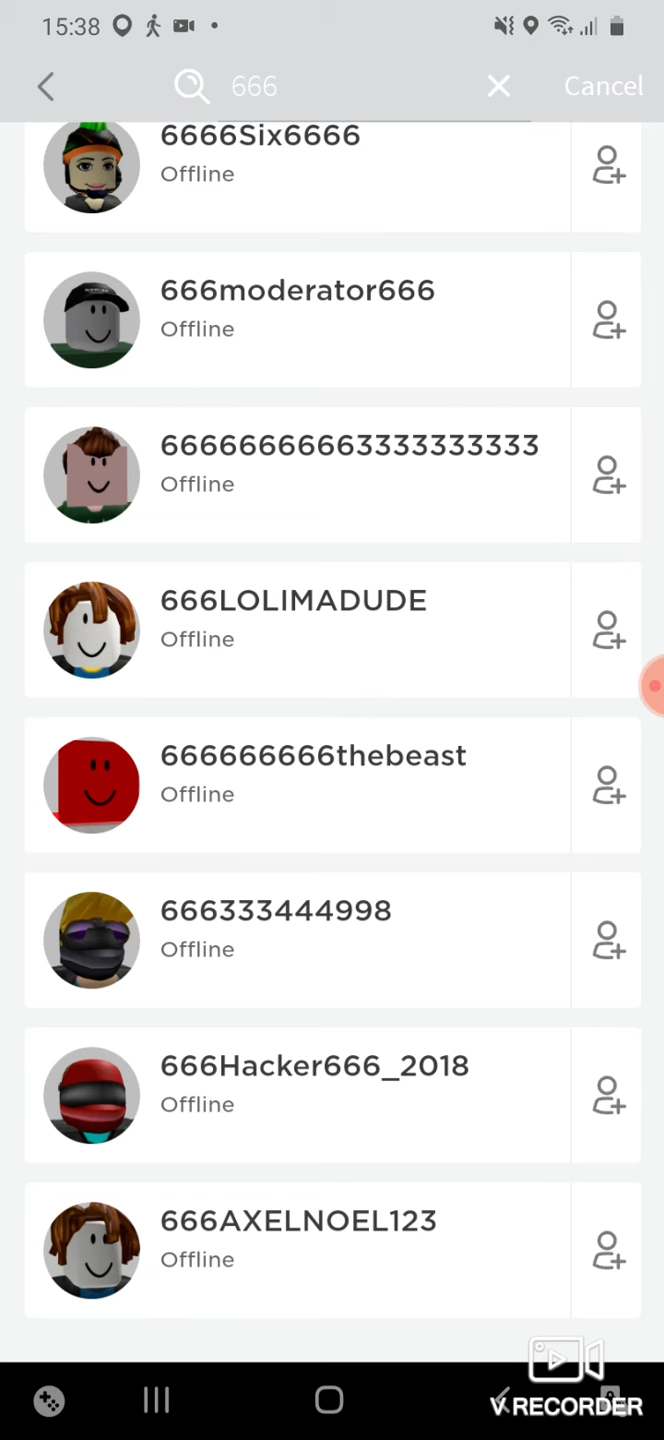 15:38
666
Cancel
6666Six6666
Offline
666moderator666
Offline
66666666663333333333
Offline
666LOLIMADUDE
Offline
666666666thebeast
Offline
666333444998
Offline
666Hacker666_2018
Offline
666AXELNOEL123
Offline
V RECORDER